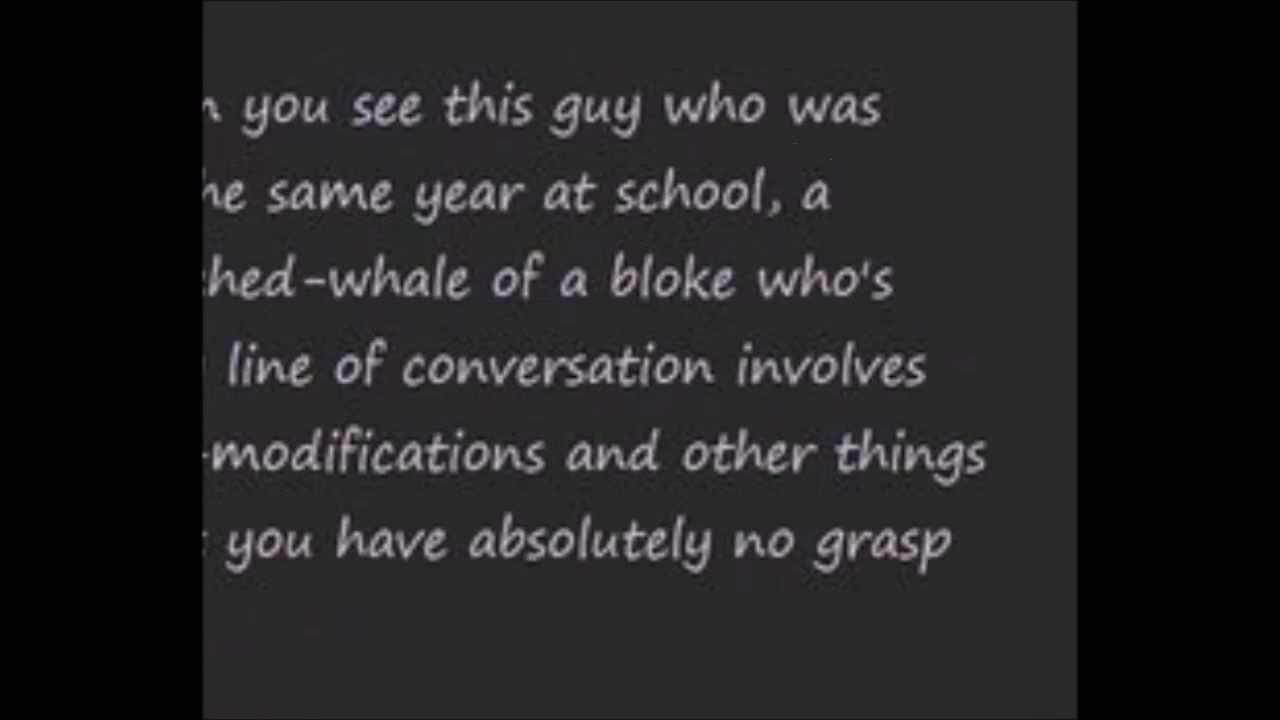 you see this guy who was
same year at school, a
-whale of a bloke who's
line of conversation involves
-modifications and other things
you have absolutely no grasp